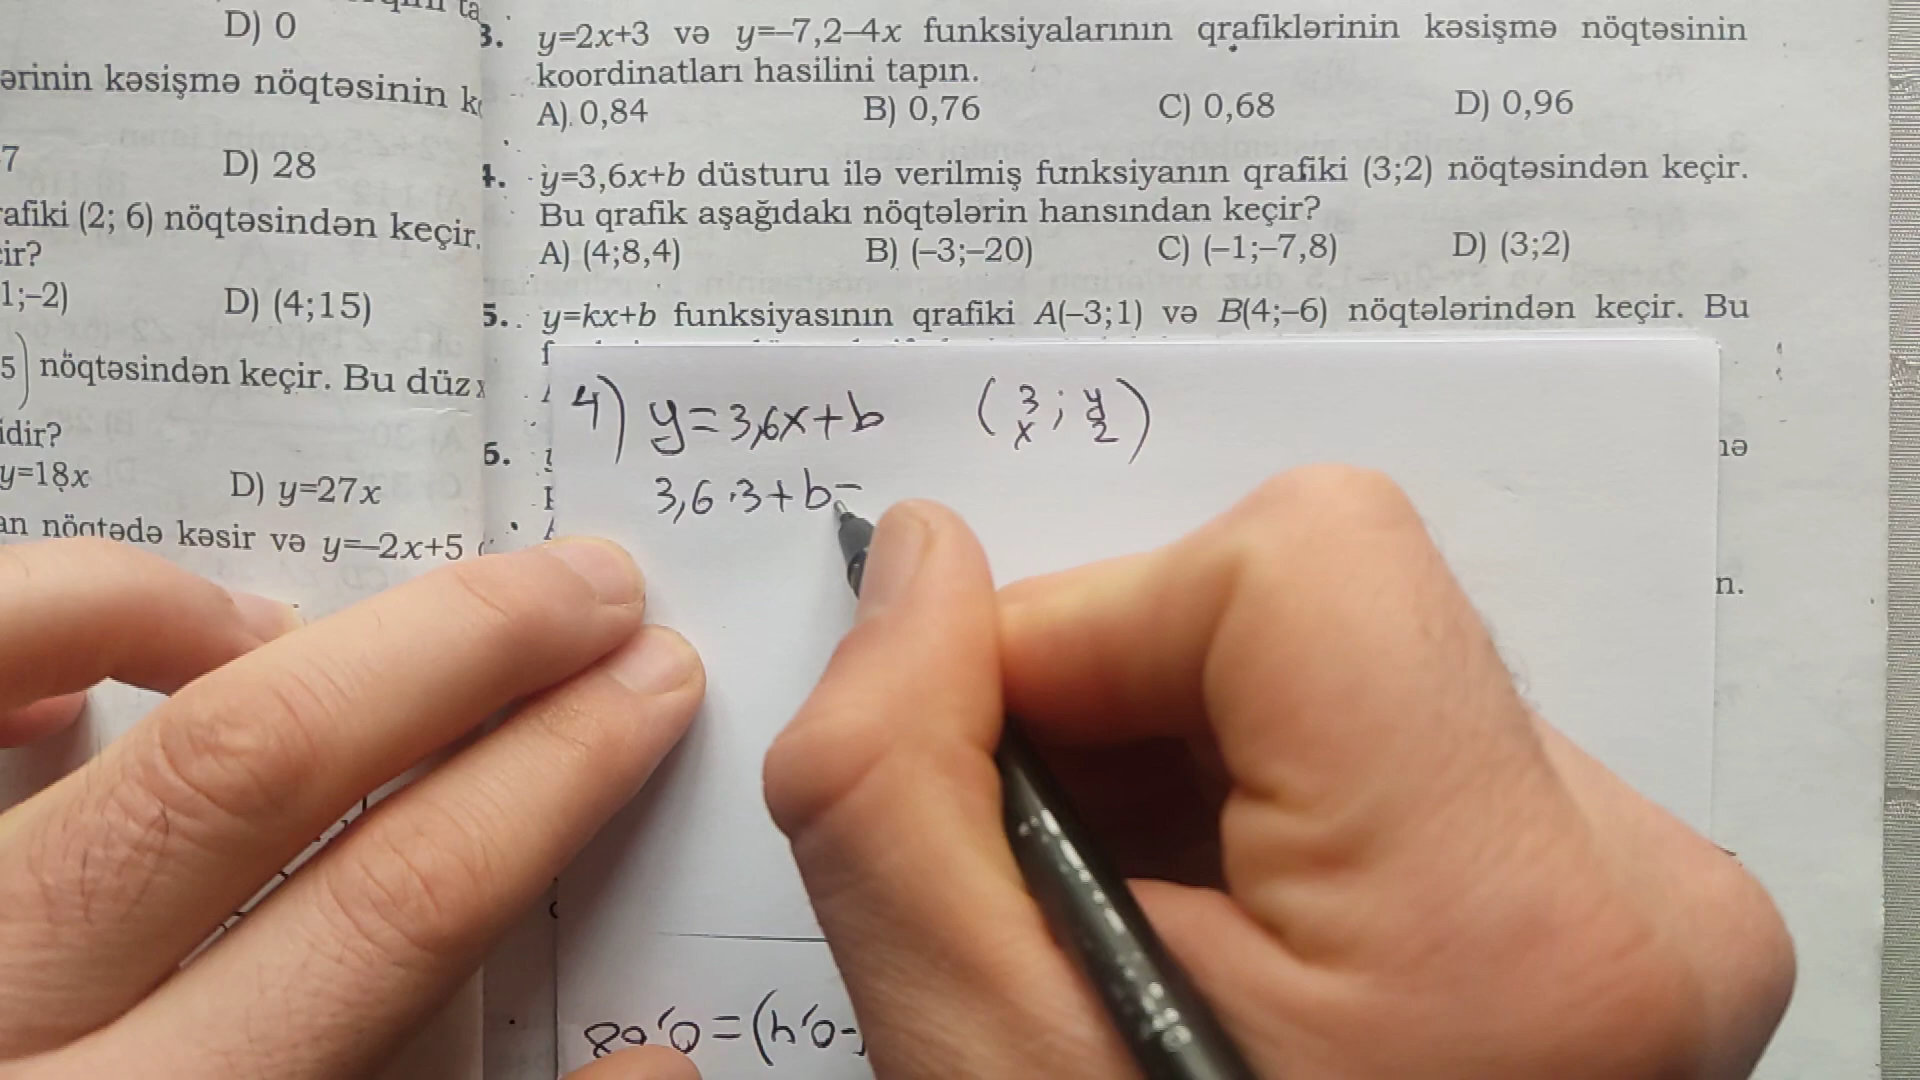 D) 0
ərinin kəsişmə nöqtəsinin
7
D) 28
afiki (2; 6) nöqtəsindən keçir.
ir?
1;–2)
D) (4;15)
5) nöqtəsindən keçir. Bu düz
idir?
y=18x
D) y=27x
an nöqtədə kəsir və y=–2x+5
3. y=2x+3 və y=–7,2–4x funksiyalarının qrafiklərinin kəsişmə nöqtəsinin
koordinatları hasilini tapın.
A) 0,84 B) 0,76 C) 0,68 D) 0,96
4. y=3,6x+b düsturu ilə verilmiş funksiyanın qrafiki (3;2) nöqtəsindən keçir.
Bu qrafik aşağıdakı nöqtələrin hansından keçir?
A) (4;8,4) B) (–3;–20) C) (–1;–7,8) D) (3;2)
5. y=kx+b funksiyasının qrafiki A(–3;1) və B(4;–6) nöqtələrindən keçir. Bu
6.
n.
4) y=3,6x+b (3;2)
x y
3,6·3+b=
-0,4)=0,68